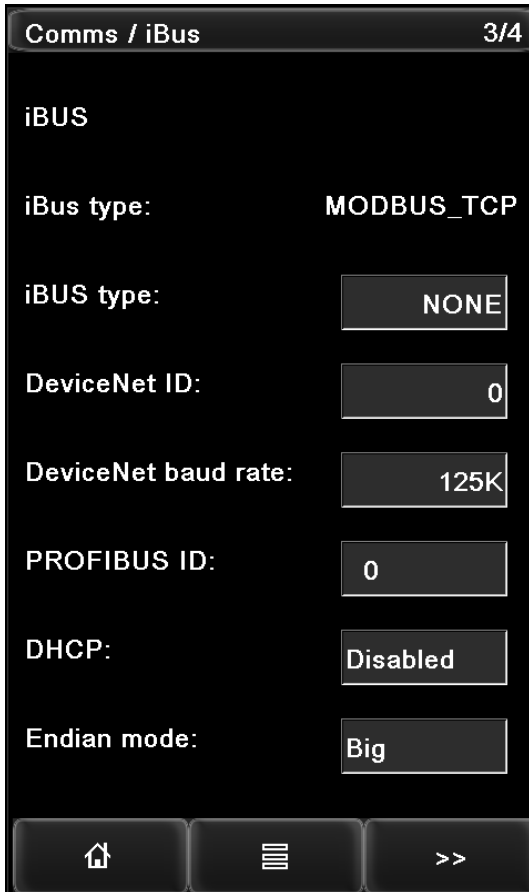 Comms / iBus 3/4
iBUS
iBus type: MODBUS_TCP
iBUS type: NONE
DeviceNet ID: 0
DeviceNet baud rate: 125K
PROFIBUS ID: 0
DHCP: Disabled
Endian mode: Big
>>